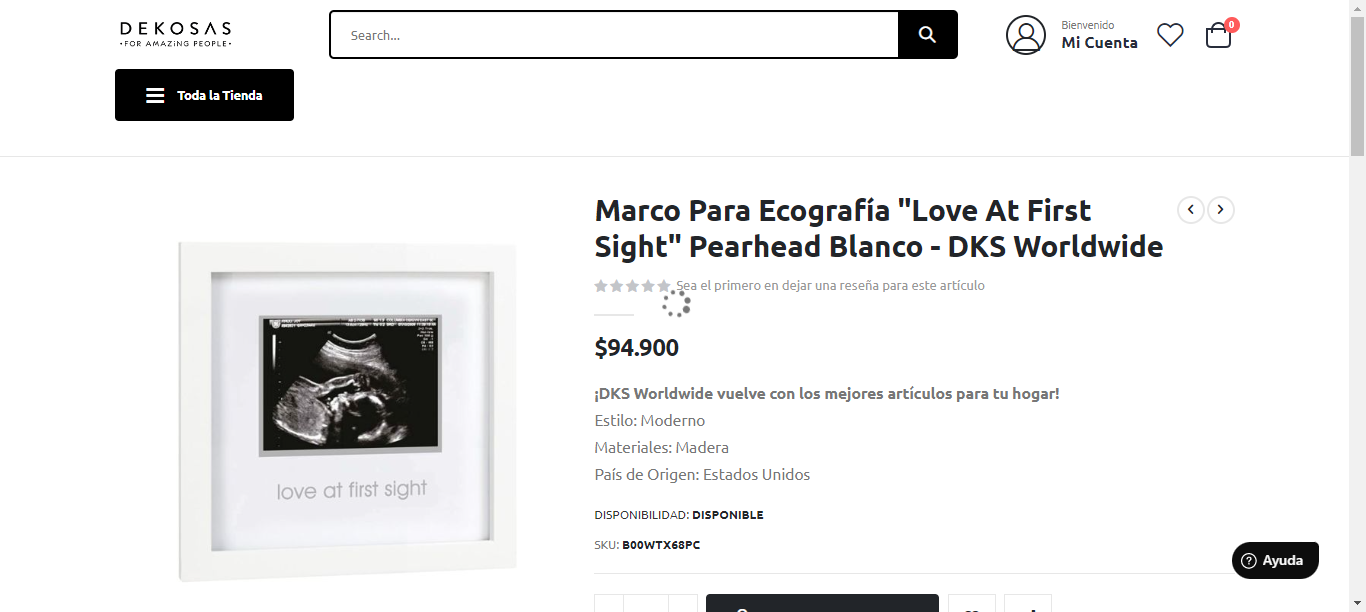 DEKOSAS
•FOR AMAZING PEOPLE•
Search...
Bienvenido
Mi Cuenta
0
Toda la Tienda
Marco Para Ecografía "Love At First
Sight" Pearhead Blanco - DKS Worldwide
Sea el primero en dejar una reseña para este artículo
$94.900
¡DKS Worldwide vuelve con los mejores artículos para tu hogar!
Estilo: Moderno
Materiales: Madera
País de Origen: Estados Unidos
DISPONIBILIDAD: DISPONIBLE
SKU: B00WTX68PC
love at first sight
Ayuda